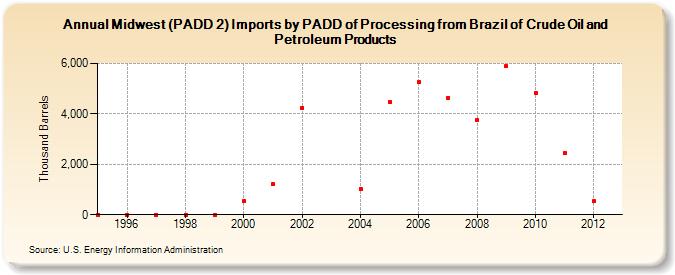 Annual Midwest (PADD 2) Imports by PADD of Processing from Brazil of Crude Oil and
Petroleum Products
Thousand Barrels
6,000
4,000
2,000
0
1996 1998 2000 2002 2004 2006 2008 2010 2012
Source: U.S. Energy Information Administration